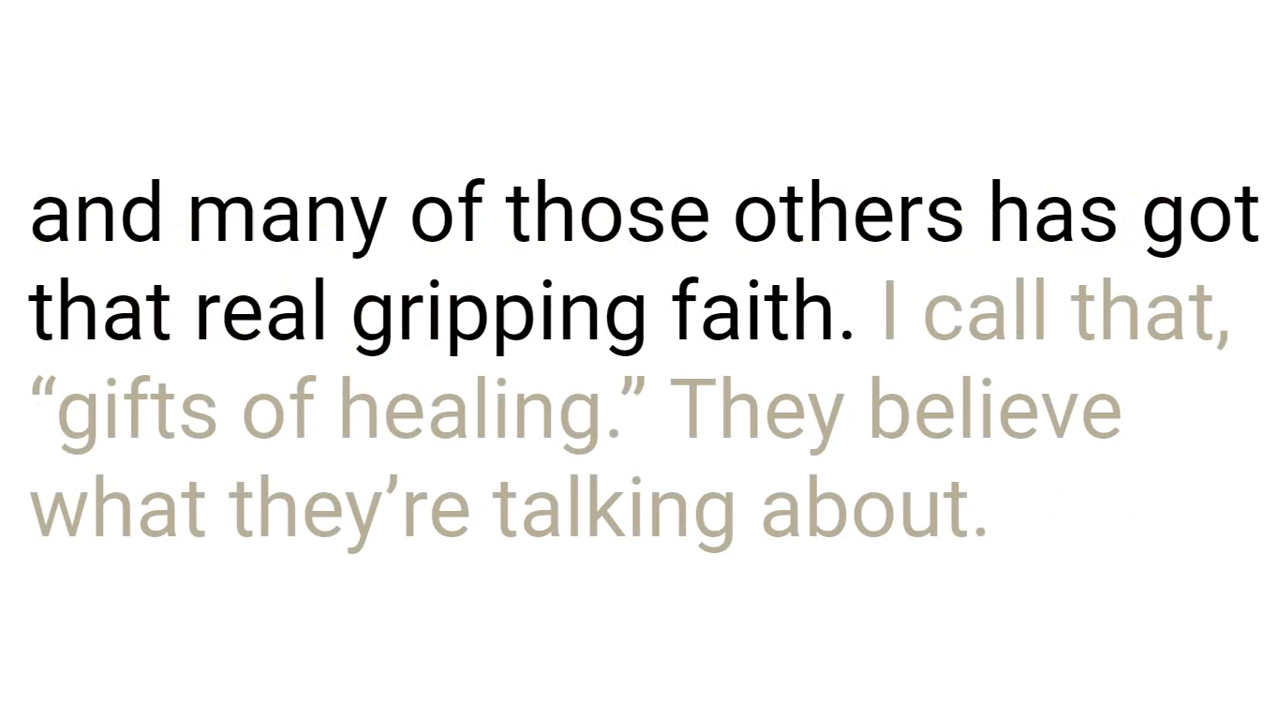 and many of those others has got
that real gripping faith. I call that,
“gifts of healing.” They believe
what they’re talking about.